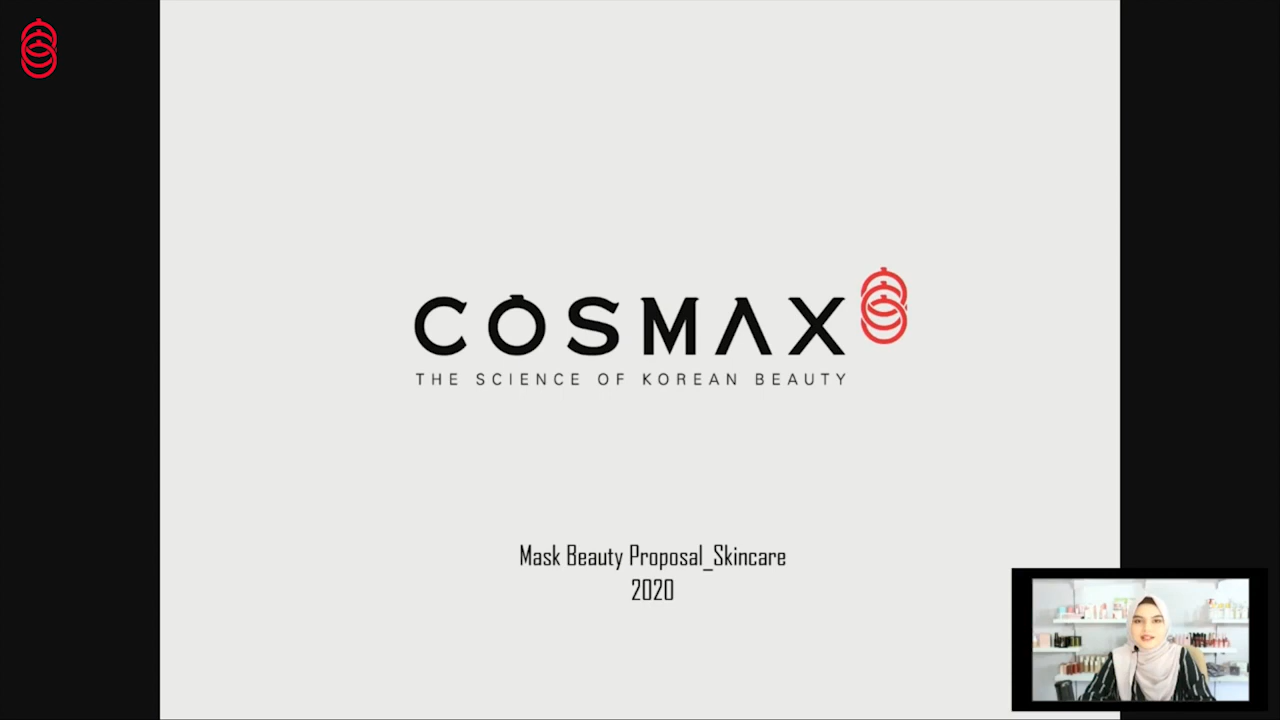 COSMAX
THE SCIENCE OF KOREAN BEAUTY
Mask Beauty Proposal_Skincare
2020